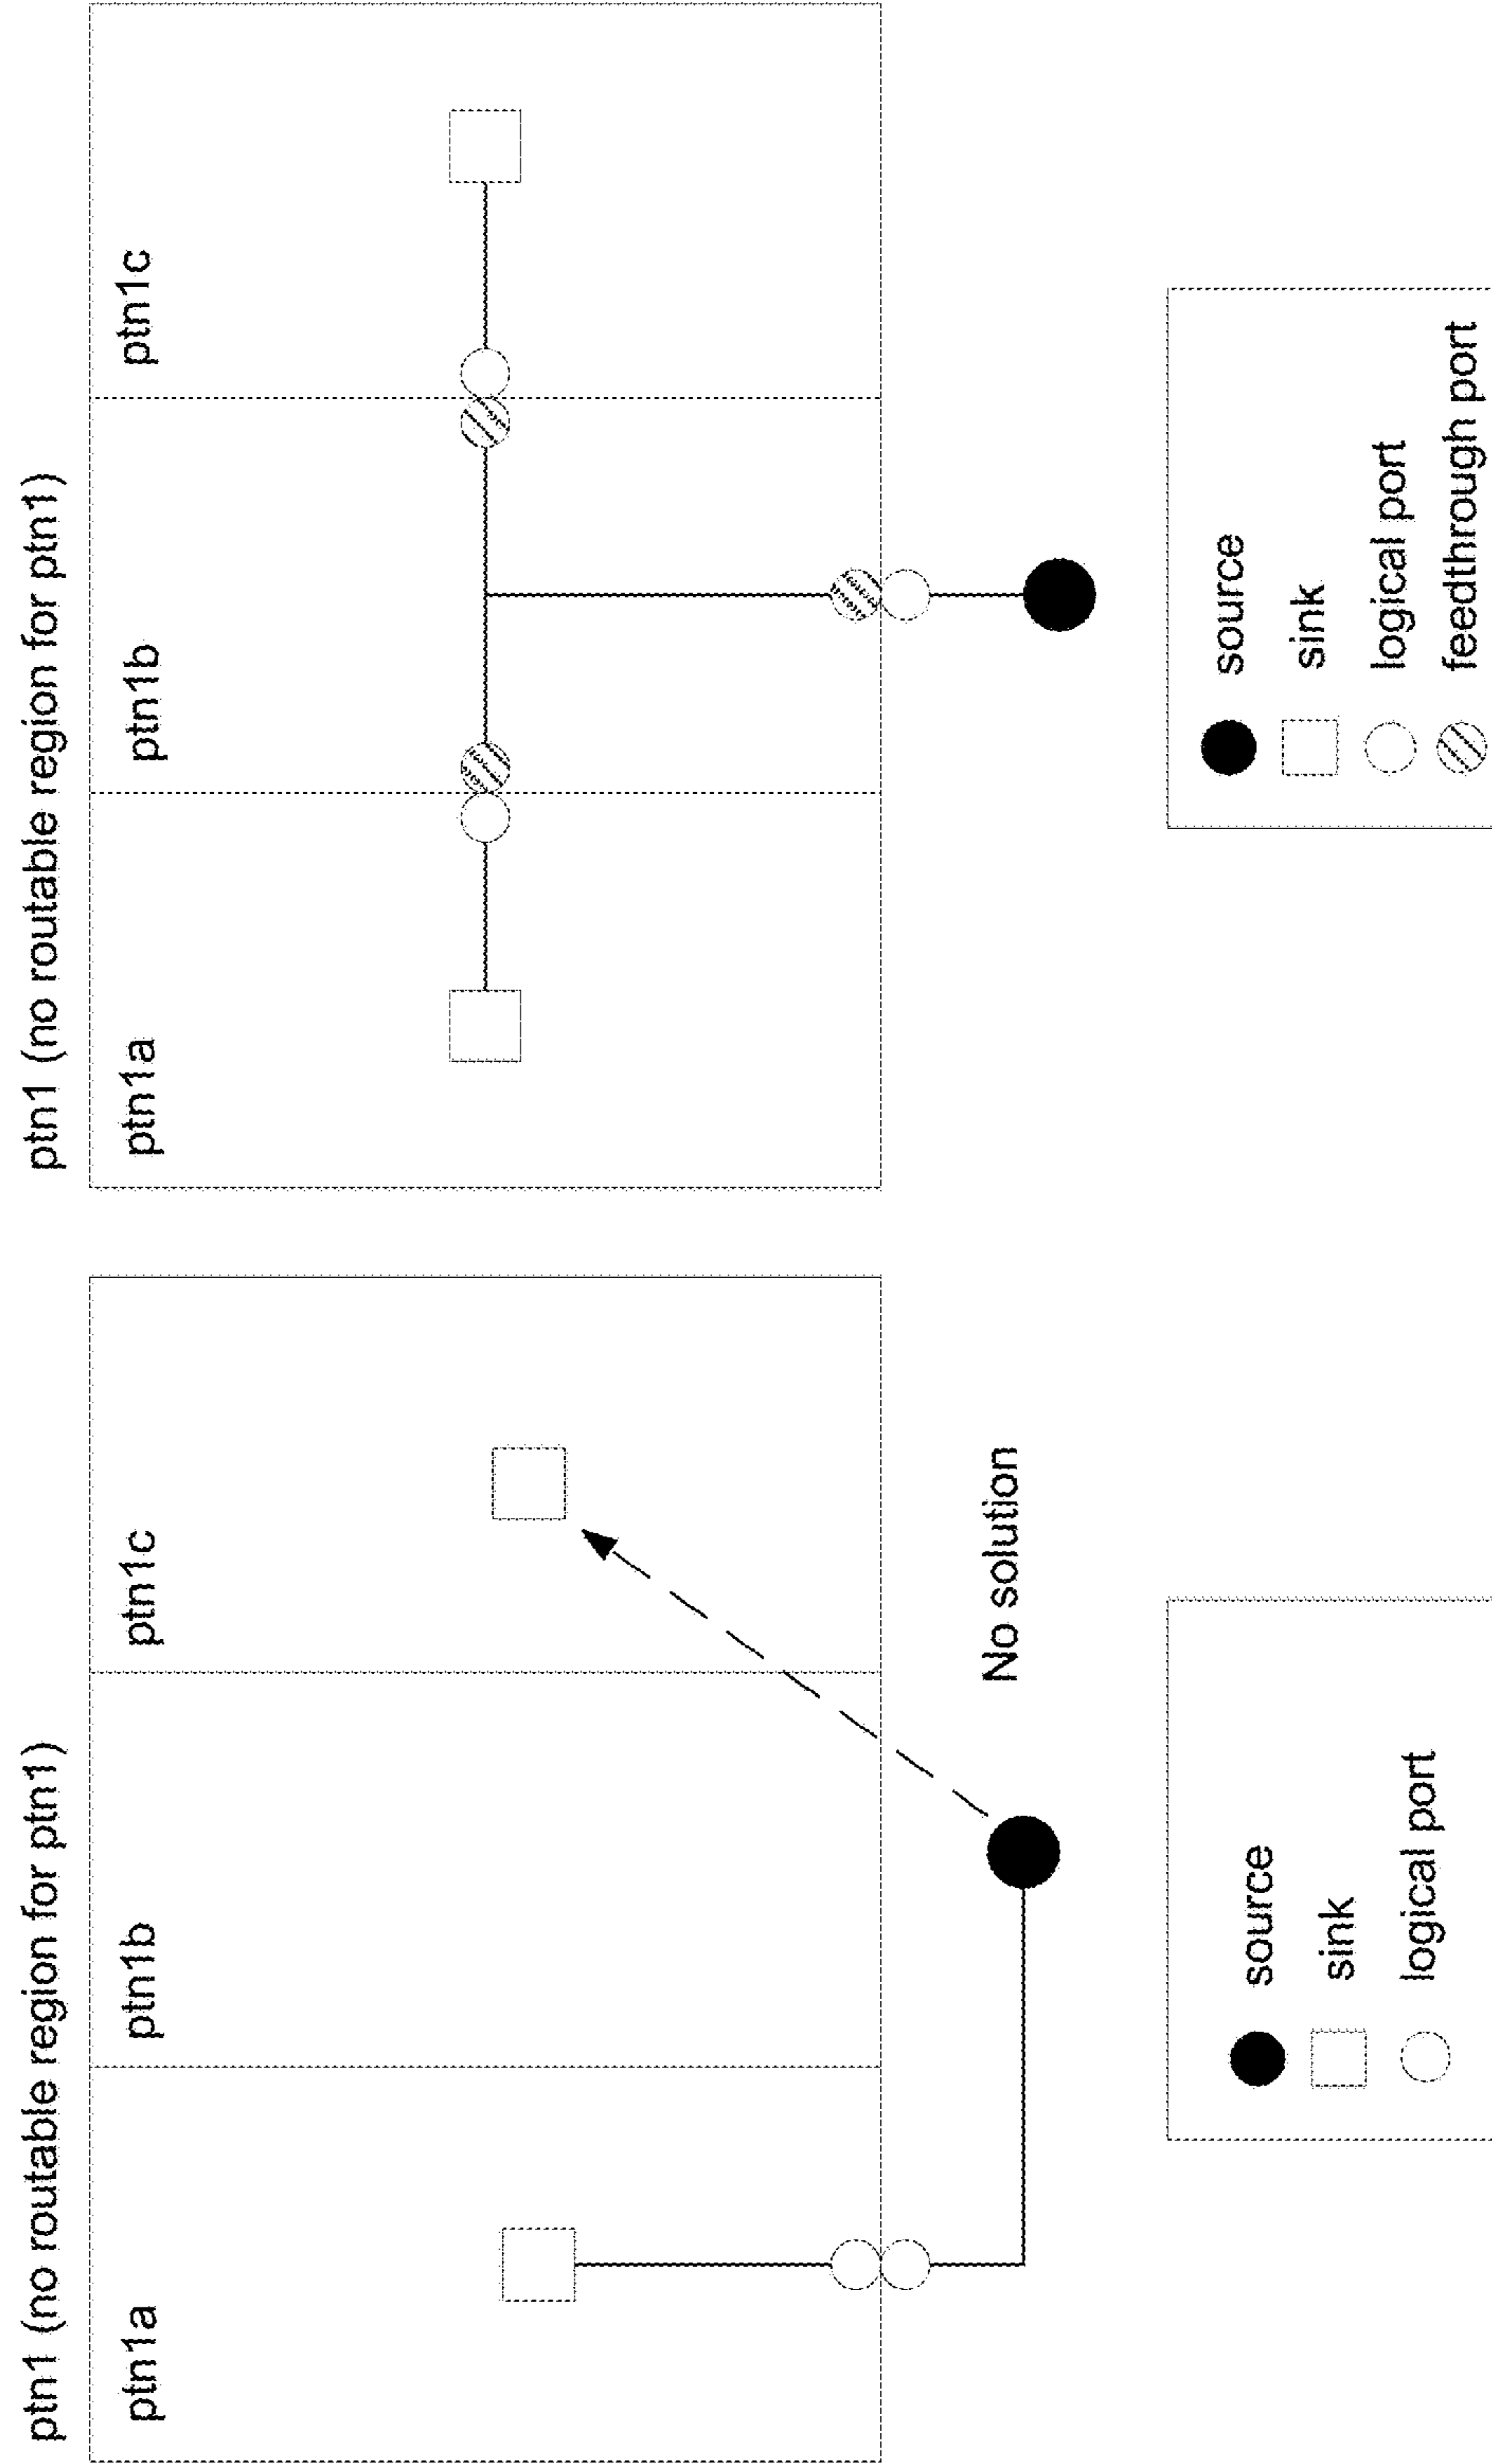 ptn1 (no routable region for ptn1)
ptn1a
ptn1b
ptn1c
No solution
source
sink
logical port
ptn1 (no routable region for ptn1)
ptn1a
ptn1b
ptn1c
source
sink
logical port
feedthrough port